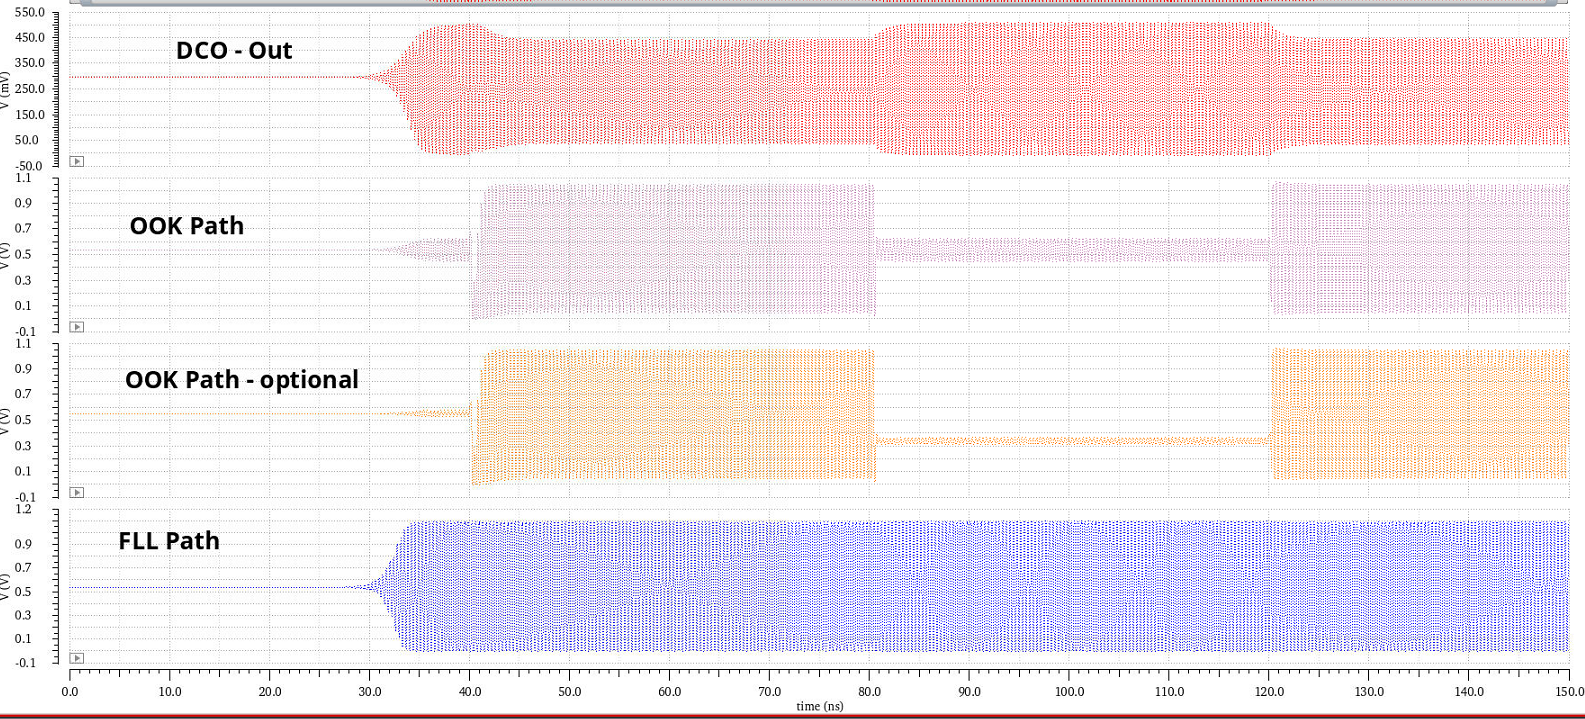 550.0
450.0
350.0
250.0
150.0
50.0
-50.0
V (mV)
DCO - Out
1.1
0.9
0.7
0.5
0.3
0.1
-0.1
V (V)
OOK Path
1.1
0.9
0.7
0.5
0.3
0.1
-0.1
V (V)
OOK Path - optional
1.2
0.9
0.7
0.5
0.3
0.1
-0.1
V (V)
FLL Path
0.0 10.0 20.0 30.0 40.0 50.0 60.0 70.0 80.0 90.0 100.0 110.0 120.0 130.0 140.0 150.0
time (ns)